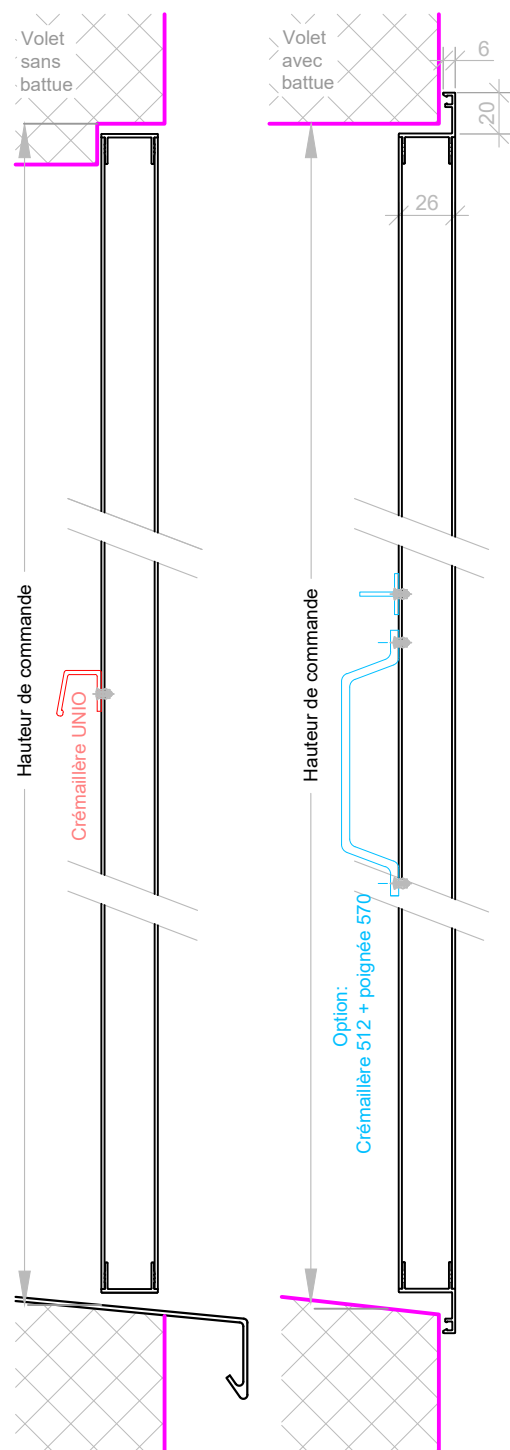 Volet
sans
battue
Volet
avec
battue
6
20
26
Hauteur de commande
Crémaillère UNIO
Hauteur de commande
Option:
Crémaillère 512 + poignée 570